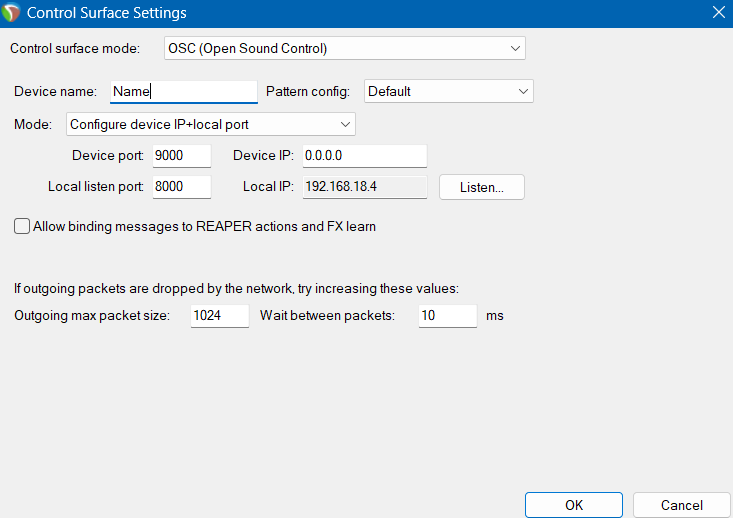 Control Surface Settings
Control surface mode: OSC (Open Sound Control)
Device name: Name Pattern config: Default
Mode: Configure device IP+local port
Device port: 9000 Device IP: 0.0.0.0
Local listen port: 8000 Local IP: 192.168.18.4 Listen...
Allow binding messages to REAPER actions and FX learn
If outgoing packets are dropped by the network, try increasing these values:
Outgoing max packet size: 1024 Wait between packets: 10 ms
OK Cancel